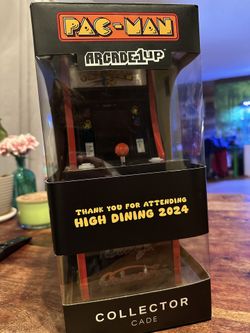 PAC-MAN
ARCADE1UP
THANK YOU FOR ATTENDING
HIGH DINING 2024
COLLECTOR
CADE